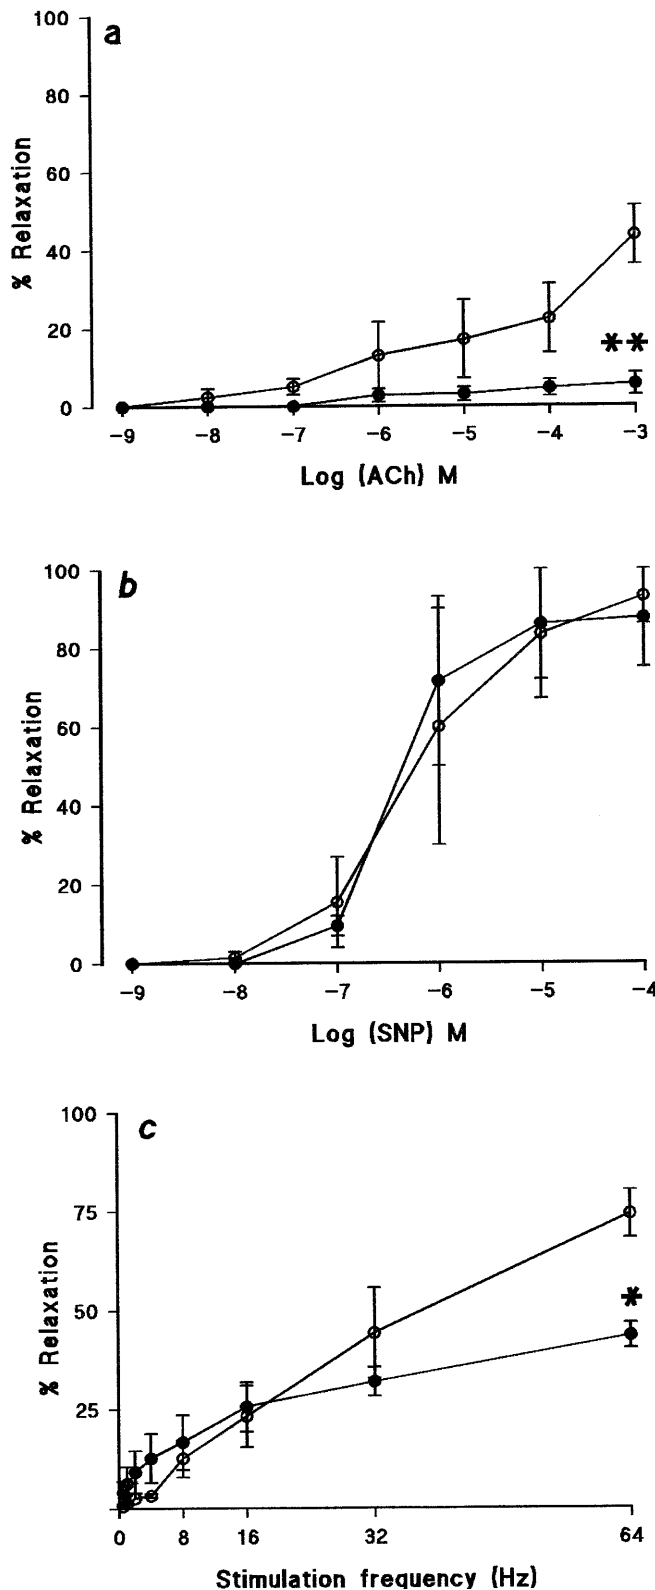 a
100
80
60
40
20
0
% Relaxation
**
−9 −8 −7 −6 −5 −4 −3
Log (ACh) M
b
100
80
60
40
20
0
% Relaxation
−9 −8 −7 −6 −5 −4
Log (SNP) M
c
100
75
50
25
% Relaxation
*
0 8 16 32 64
Stimulation frequency (Hz)